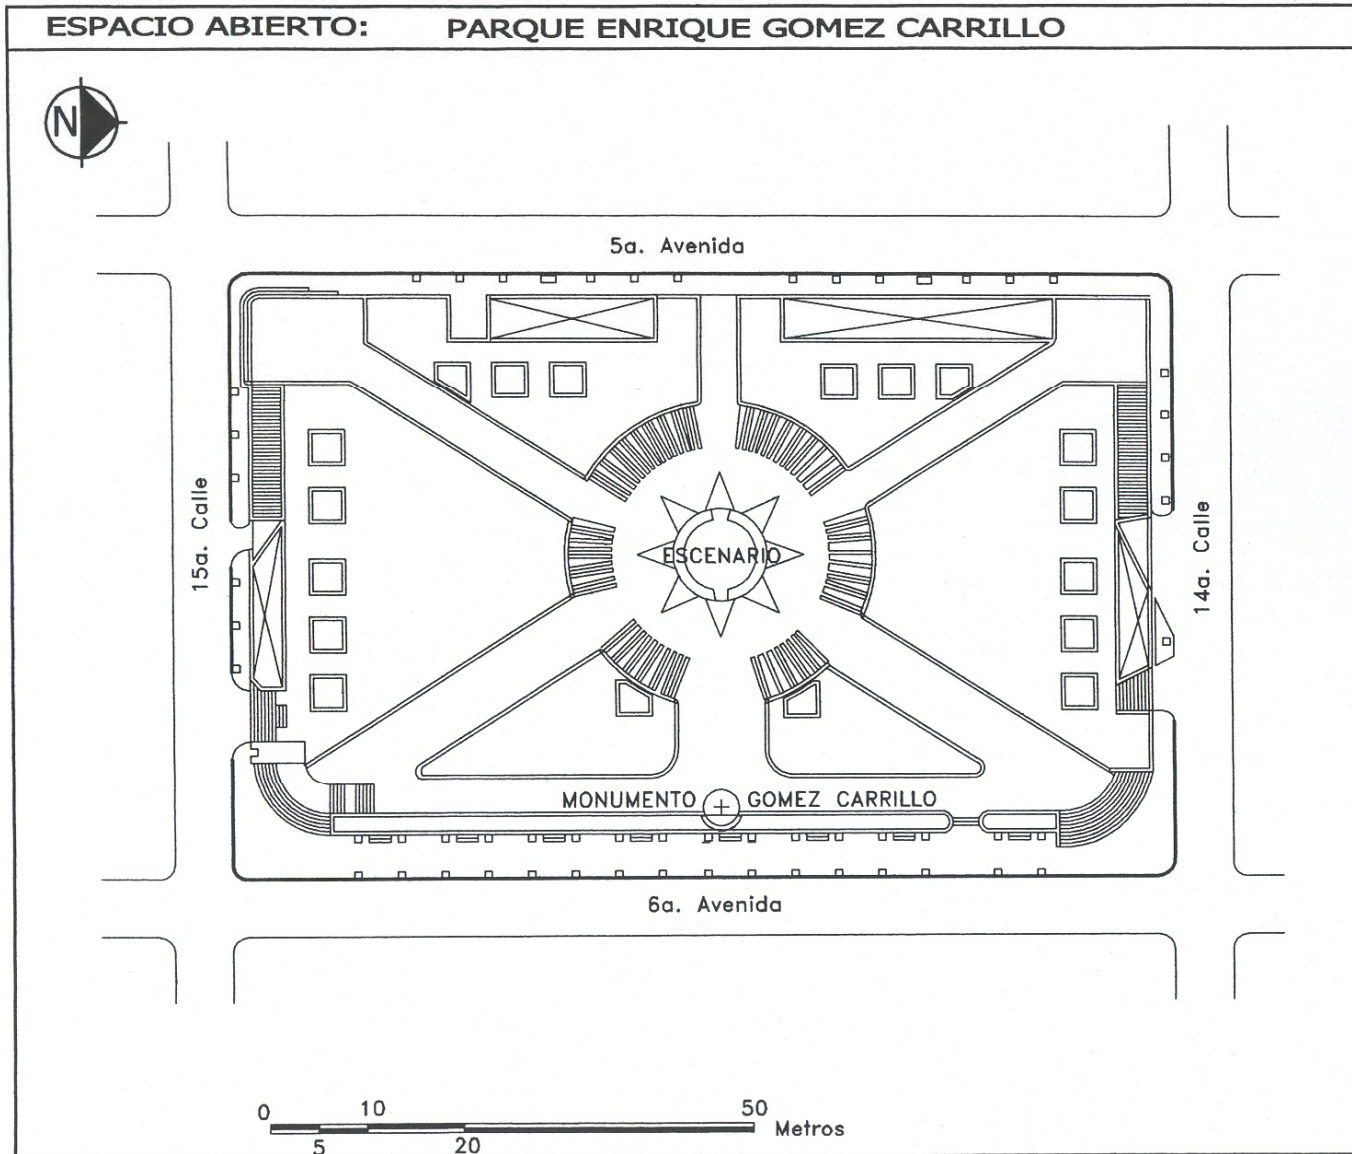 ESPACIO ABIERTO: PARQUE ENRIQUE GOMEZ CARRILLO
N
5a. Avenida
15a. Calle
ESCENARIO
14a. Calle
MONUMENTO GOMEZ CARRILLO
6a. Avenida
0 10 50
5 20 Metros